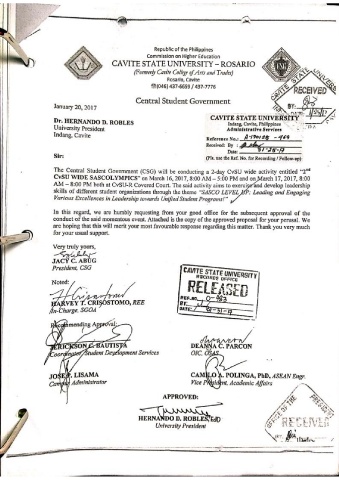 Republic of the Philippines
Commission on Higher Education
CAVITE STATE UNIVERSITY – ROSARIO
(Formerly Cavite College of Arts and Trades)
Rosario, Cavite
(046) 437-6659 / 437-7776
Central Student Government
CAVITE STATE UNIVERSITY
RECEIVED
BY:
January 20, 2017
Dr. HERNANDO D. ROBLES
University President
Indang, Cavite
CAVITE STATE UNIVERSITY
Indang, Cavite, Philippines
Administrative Services
Reference No.:
Received By :
Date:
(Pls. use the Ref. No. for Recording / Follow-up)
Sir:
The Central Student Government (CSG) will be conducting a 2-day CvSU wide activity entitled "2nd
CvSU WIDE SASCOLYMPICS" on March 16, 2017, 8:00 AM – 5:00 PM and on March 17, 2017, 8:00
AM – 8:00 PM both at CvSU-R Covered Court. The said activity aims to exercise and develop leadership
skills of different student organizations through the theme "SASCO LEVEL UP: Leading and Engaging
Various Excellences in Leadership towards Unified Student Programs!"
In this regard, we are humbly requesting from your good office for the subsequent approval of the
conduct of the said momentous event. Attached is the copy of the approved proposal for your perusal. We
are hoping that this will merit your most favourable response regarding this matter. Thank you very much
for your usual support.
Very truly yours,
JACY C. ABUG
President, CSG
Noted:
HARVEY T. CRISOSTOMO, REE
In-Charge, SGOA
CAVITE STATE UNIVERSITY
RECORDS OFFICE
RELEASED
REF.NO.
BY:
DATE:
Recommending Approval:
JERICKSON C. BAUTISTA
Coordinator, Student Development Services
DEANNA C. PARCON
OIC, OSAS
JOSE F. LISAMA
Campus Administrator
CAMILO A. POLINGA, PhD, ASEAN Engr.
Vice President, Academic Affairs
APPROVED:
HERNANDO D. ROBLES, EdD
University President
OFFICE OF THE PRESIDENT
RECEIVED